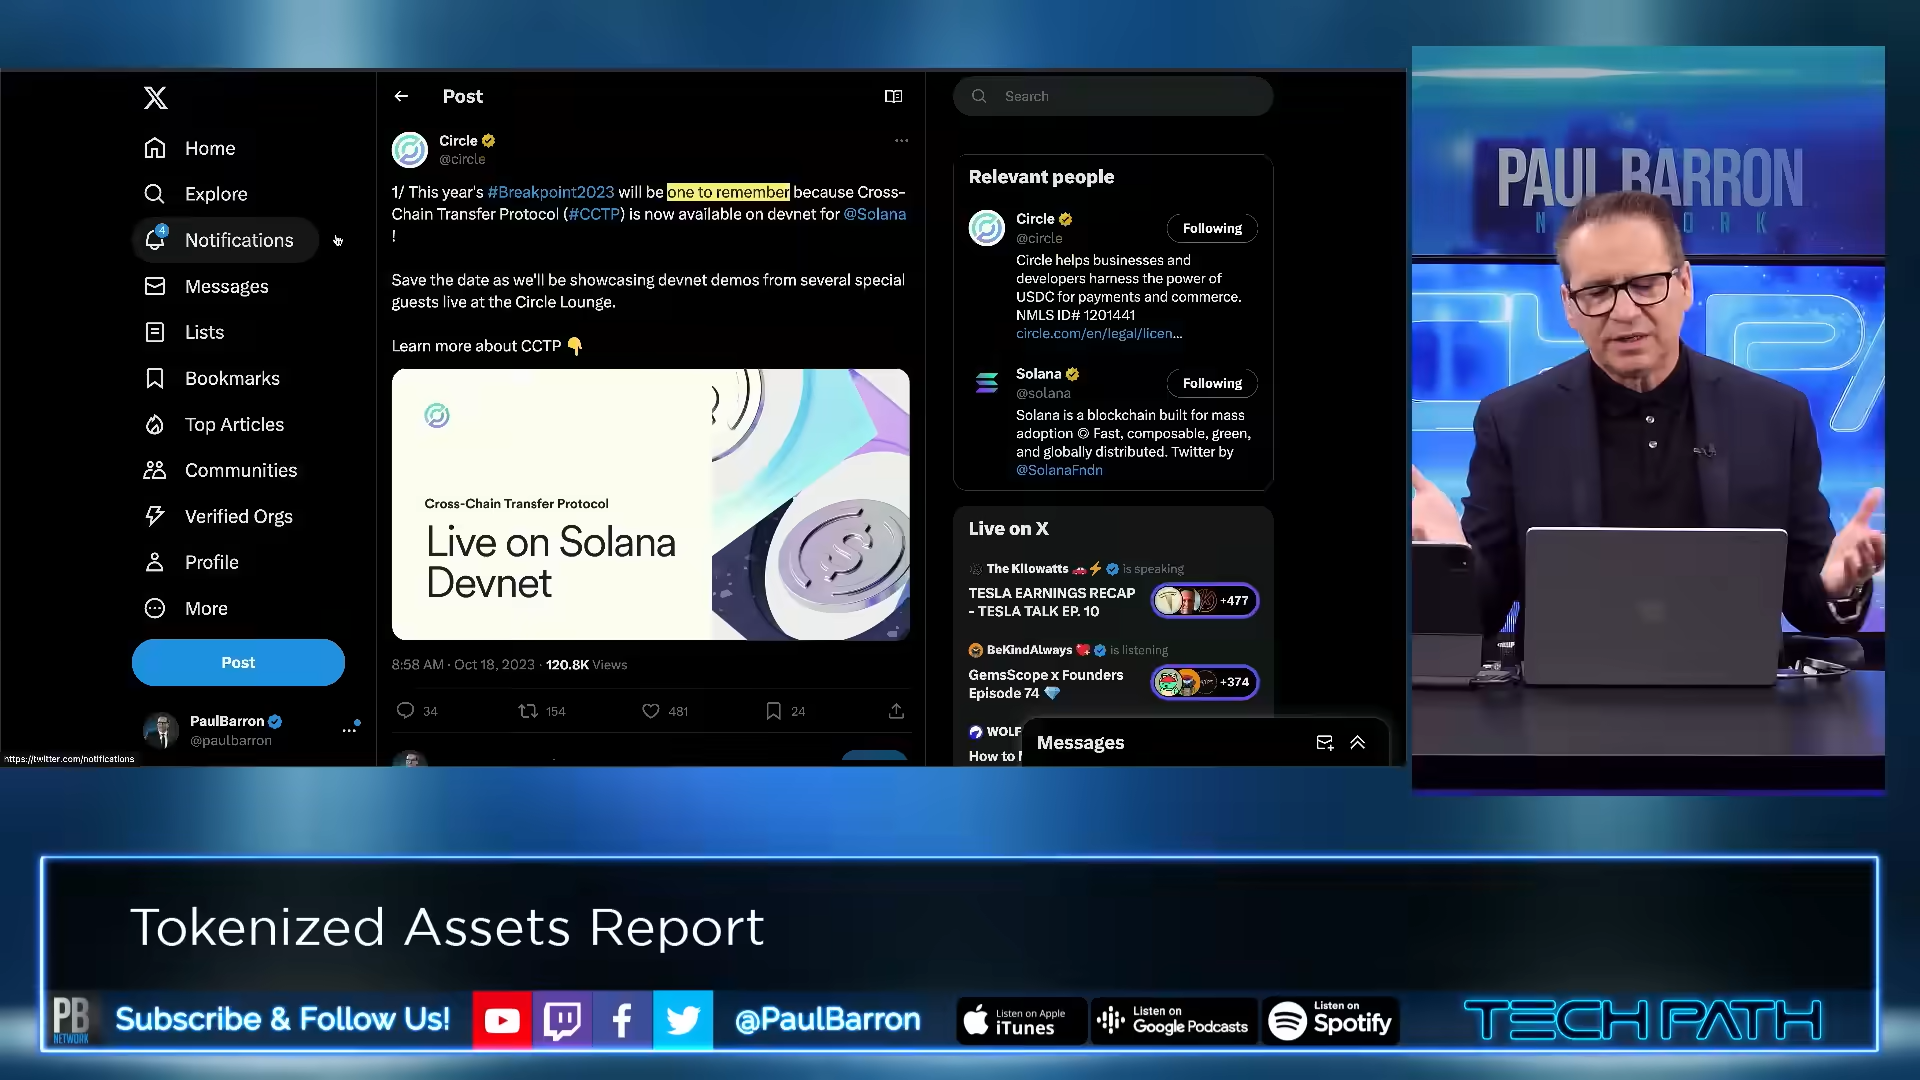 Home
Explore
4
Notifications
Messages
Lists
Bookmarks
Top Articles
Communities
Verified Orgs
Profile
More
Post
PaulBarron
@paulbarron
https://twitter.com/notifications
Post
Circle
@circle
1/ This year's #Breakpoint2023 will be one to remember because Cross-
Chain Transfer Protocol (#CCTP) is now available on devnet for @Solana
!
Save the date as we'll be showcasing devnet demos from several special
guests live at the Circle Lounge.
Learn more about CCTP
Cross-Chain Transfer Protocol
Live on Solana
Devnet
8:58 AM · Oct 18, 2023 · 120.8K Views
34
154
481
24
Search
Relevant people
Circle
@circle
Following
Circle helps businesses and
developers harness the power of
USDC for payments and commerce.
NMLS ID# 1201441
circle.com/en/legal/licen...
Solana
@solana
Following
Solana is a blockchain built for mass
adoption Fast, composable, green,
and globally distributed. Twitter by
@SolanaFndn
Live on X
The Kilowatts is speaking
TESLA EARNINGS RECAP
- TESLA TALK EP. 10
+477
BeKindAlways is listening
GemsScope x Founders
Episode 74
+374
WOLF
How to
Messages
PAUL BARRON
Tokenized Assets Report
PB
NETWORK
Subscribe & Follow Us!
@PaulBarron
Listen on Apple
iTunes
Listen on
Google Podcasts
Listen on
Spotify
TECH PATH